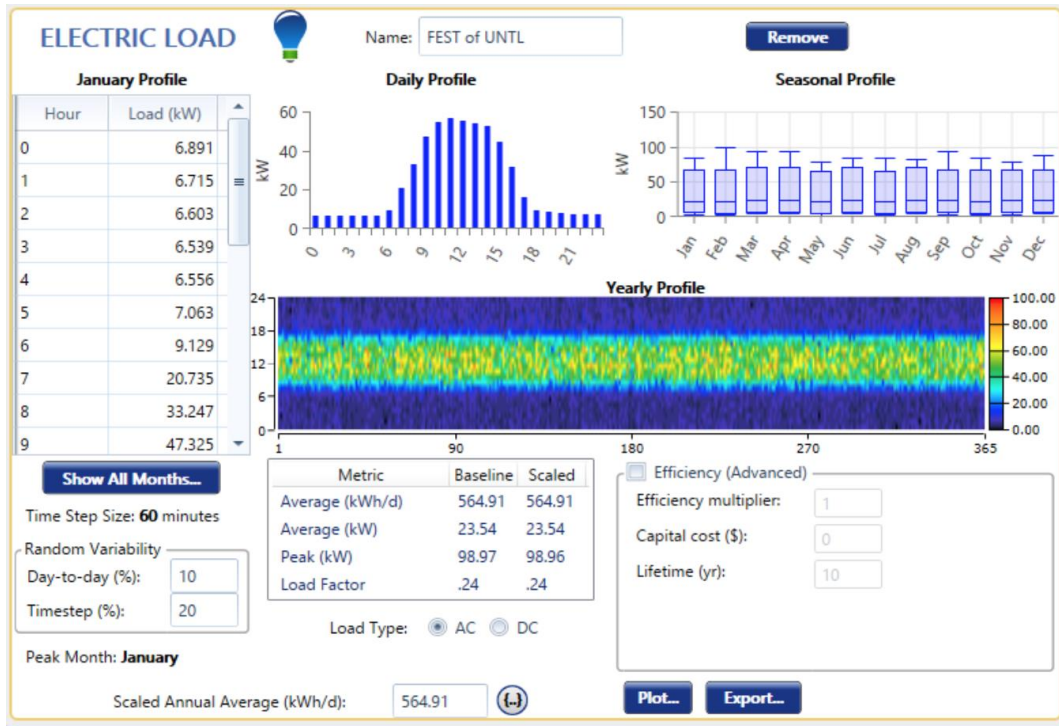 ELECTRIC LOAD
Name: FEST of UNTL
Remove
January Profile
Hour Load (kW)
0 6.891
1 6.715
2 6.603
3 6.539
4 6.556
5 7.063
6 9.129
7 20.735
8 33.247
9 47.325
Show All Months...
Time Step Size: 60 minutes
Random Variability
Day-to-day (%): 10
Timestep (%): 20
Peak Month: January
Daily Profile
60
40
20
0
kW
0 3 6 9 12 15 18 21
Seasonal Profile
150
100
50
0
kW
Jan Feb Mar Apr May Jun Jul Aug Sep Oct Nov Dec
Yearly Profile
24
18
12
6
0
1 90 180 270 365
100.00
80.00
60.00
40.00
20.00
0.00
Metric Baseline Scaled
Average (kWh/d) 564.91 564.91
Average (kW) 23.54 23.54
Peak (kW) 98.97 98.96
Load Factor .24 .24
Load Type: AC DC
Efficiency (Advanced)
Efficiency multiplier: 1
Capital cost ($): 0
Lifetime (yr): 10
Scaled Annual Average (kWh/d): 564.91 {..}
Plot... Export...